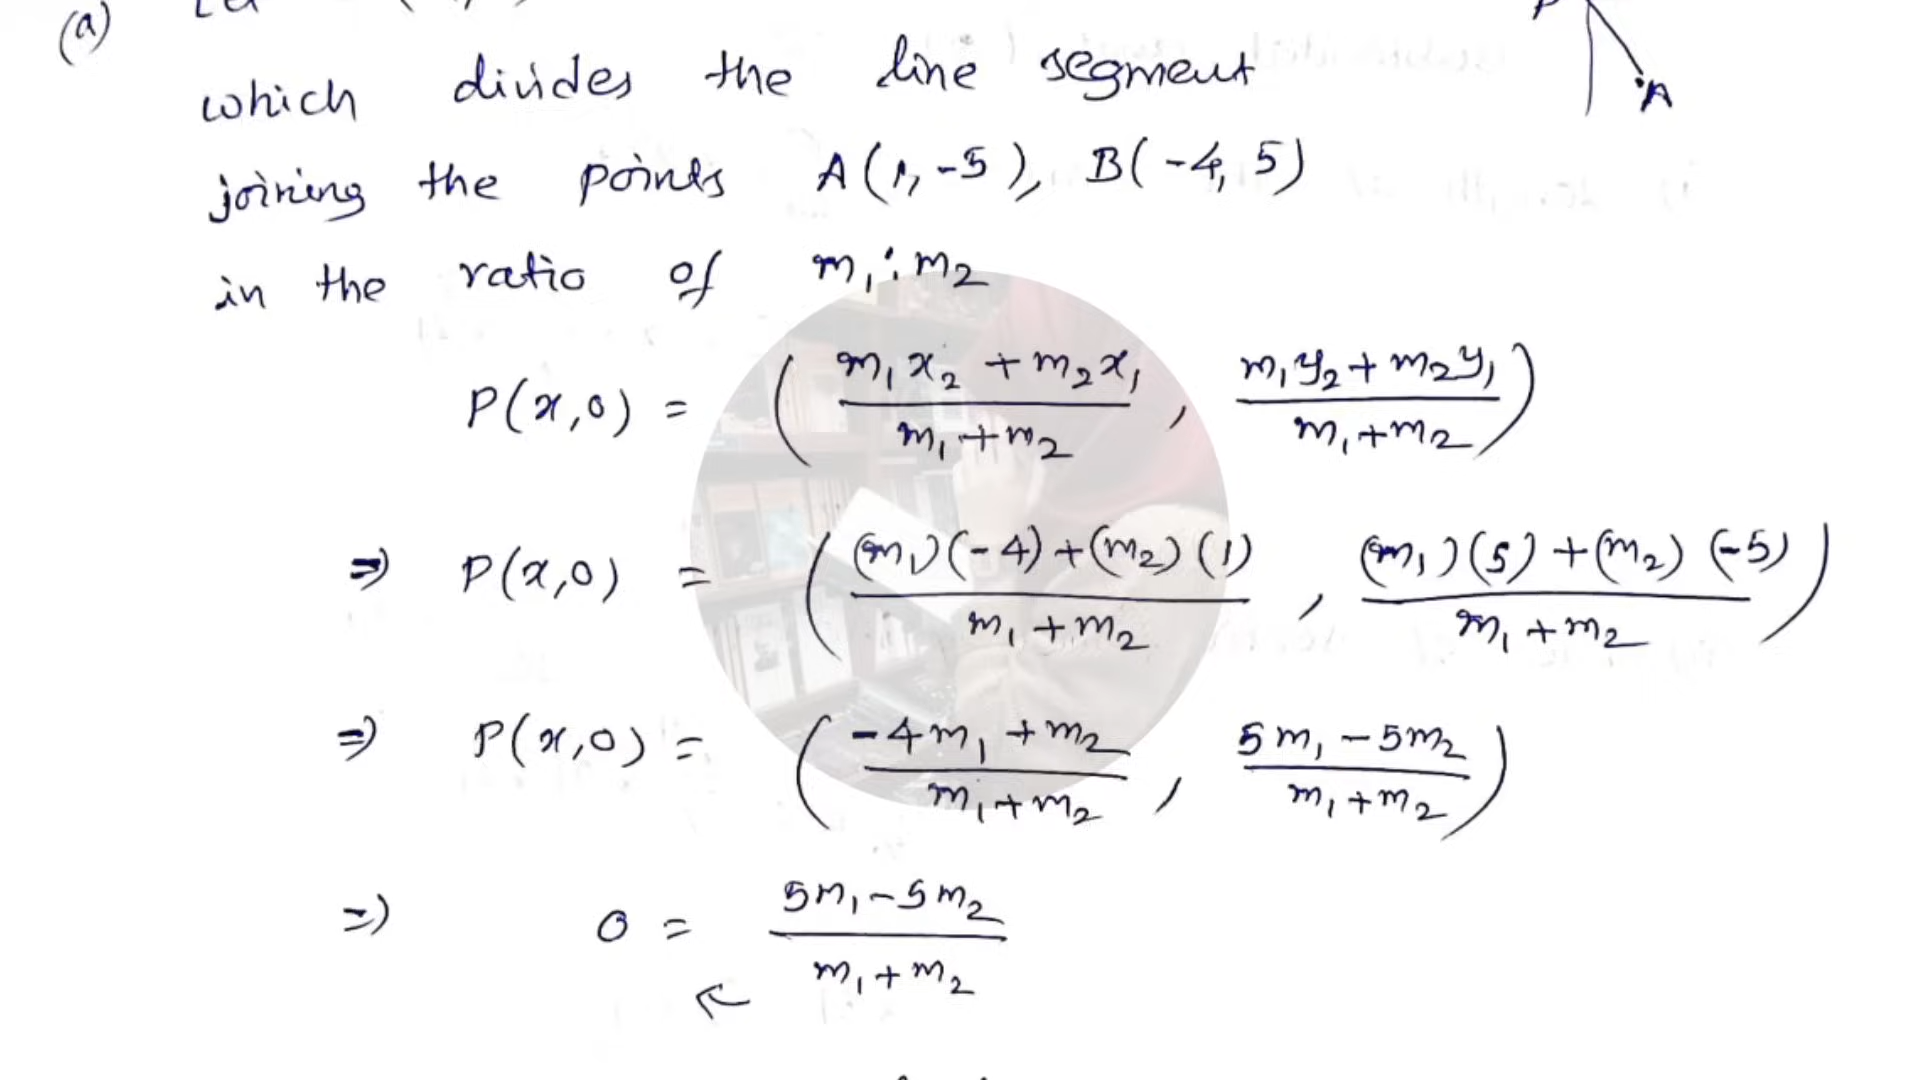 (a)
which divides the line segment
A
joining the points A(1, -5), B(-4, 5)
in the ratio of m₁:m₂
P(x,0) = ( (m₁x₂ + m₂x₁)/(m₁+m₂) , (m₁y₂ + m₂y₁)/(m₁+m₂) )
⇒ P(x,0) = ( ((m₁)(-4)+(m₂)(1))/(m₁+m₂) , ((m₁)(5)+(m₂)(-5))/(m₁+m₂) )
⇒ P(x,0) = ( (-4m₁+m₂)/(m₁+m₂) , (5m₁-5m₂)/(m₁+m₂) )
⇒ 0 = (5m₁-5m₂)/(m₁+m₂)